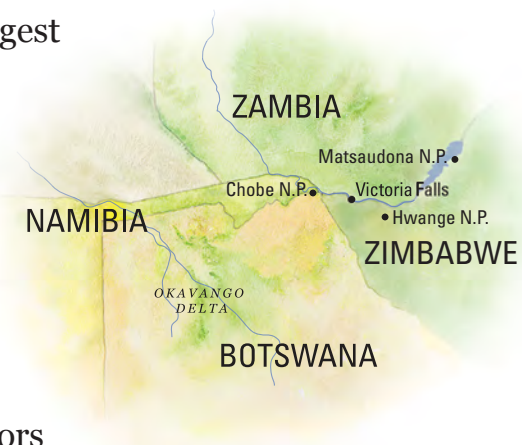 gest
ZAMBIA
Matsaudona N.P.
Chobe N.P.
Victoria Falls
NAMIBIA
Hwange N.P.
ZIMBABWE
OKAVANGO
DELTA
BOTSWANA
ors